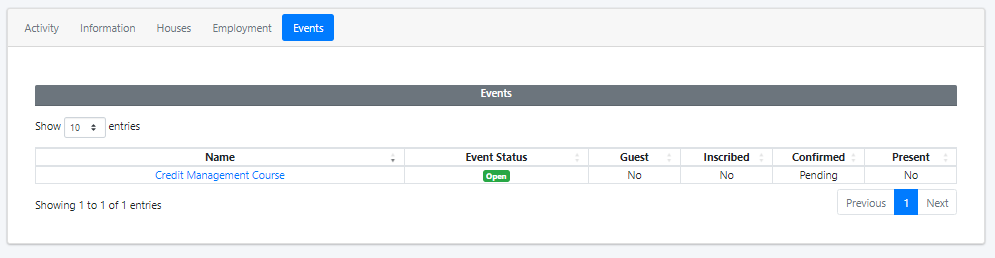 Activity Information Houses Employment Events
Events
Show 10 entries
Name Event Status Guest Inscribed Confirmed Present
Credit Management Course Open No No Pending No
Showing 1 to 1 of 1 entries
Previous 1 Next